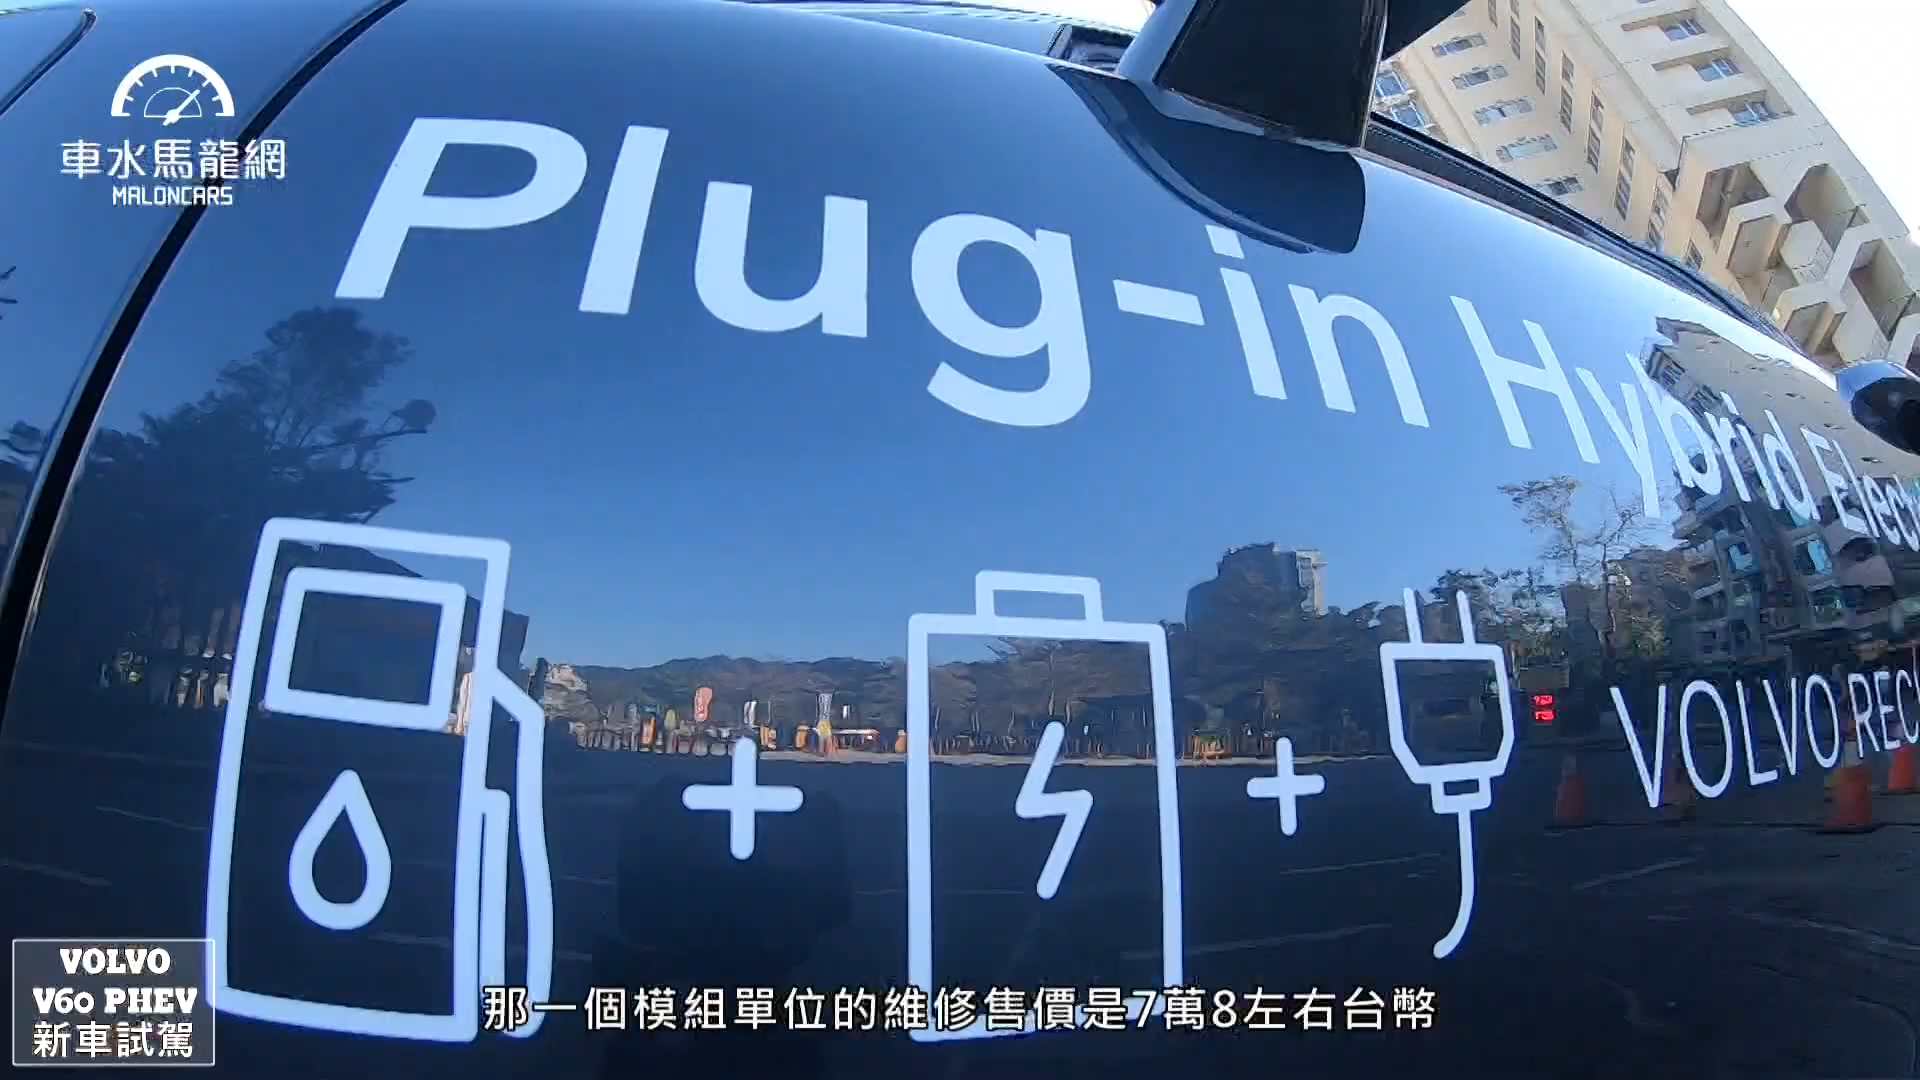 車水馬龍網
MALONCARS
Plug-in Hybrid Elec
VOLVO REC
VOLVO
V60 PHEV
新車試駕
那一個模組單位的維修售價是7萬8左右台幣